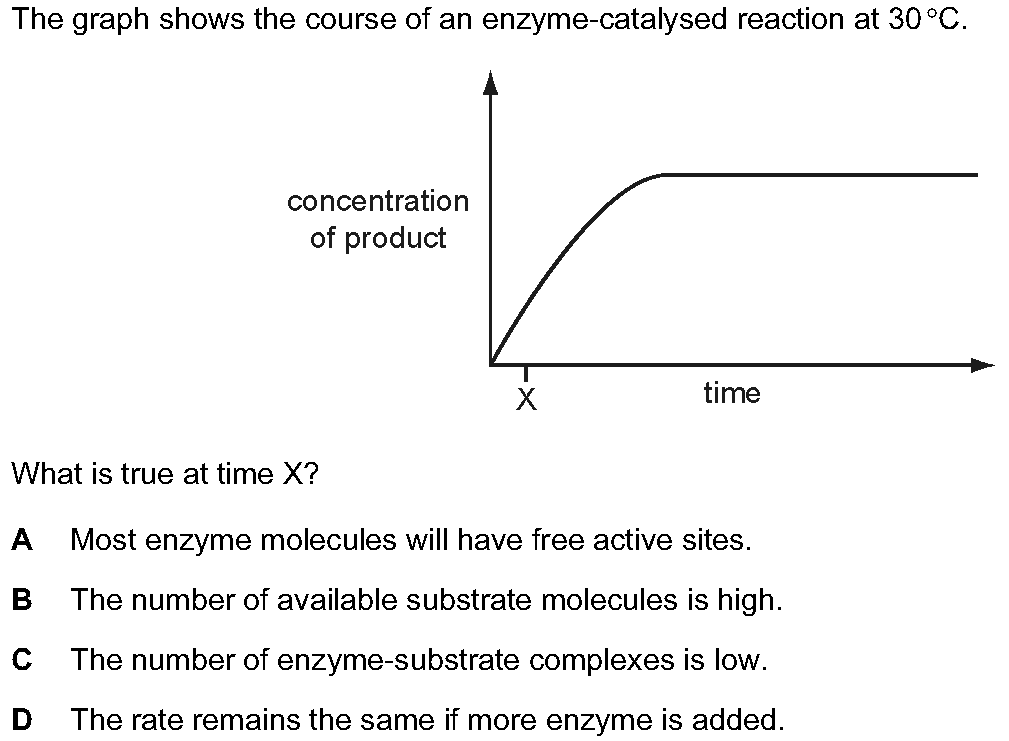 The graph shows the course of an enzyme-catalysed reaction at 30 °C.
concentration
of product
X
time
What is true at time X?
A Most enzyme molecules will have free active sites.
B The number of available substrate molecules is high.
C The number of enzyme-substrate complexes is low.
D The rate remains the same if more enzyme is added.